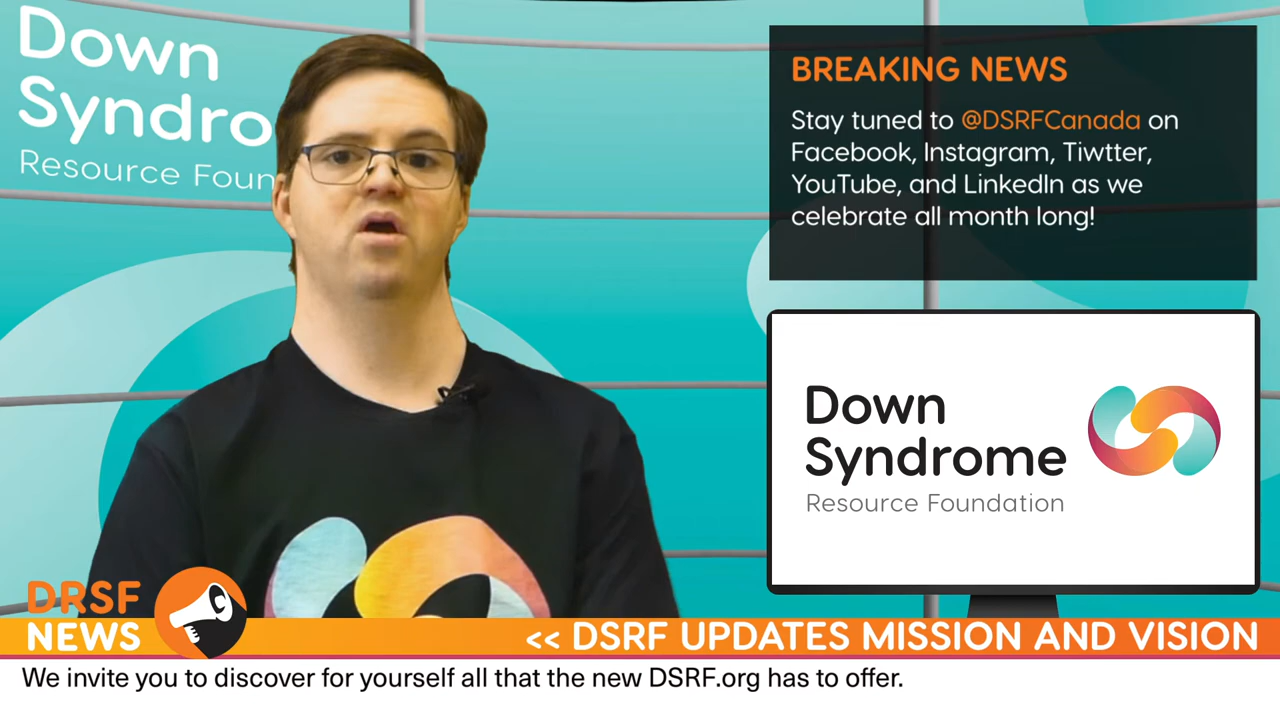 Down
Syndro
Resource Foun
BREAKING NEWS
Stay tuned to @DSRFCanada on
Facebook, Instagram, Tiwtter,
YouTube, and LinkedIn as we
celebrate all month long!
Down
Syndrome
Resource Foundation
DRSF
NEWS
<< DSRF UPDATES MISSION AND VISION
We invite you to discover for yourself all that the new DSRF.org has to offer.